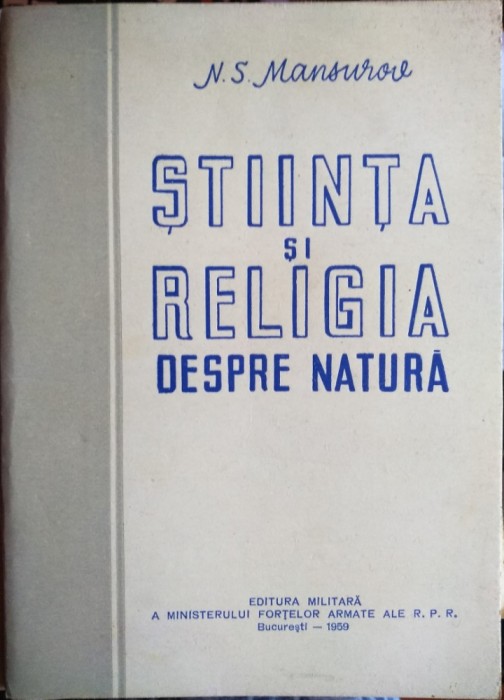 N. S. Mansurov
ȘTIINȚA
ȘI
RELIGIA
DESPRE NATURĂ
EDITURA MILITARĂ
A MINISTERULUI FORȚELOR ARMATE ALE R. P. R.
București — 1959